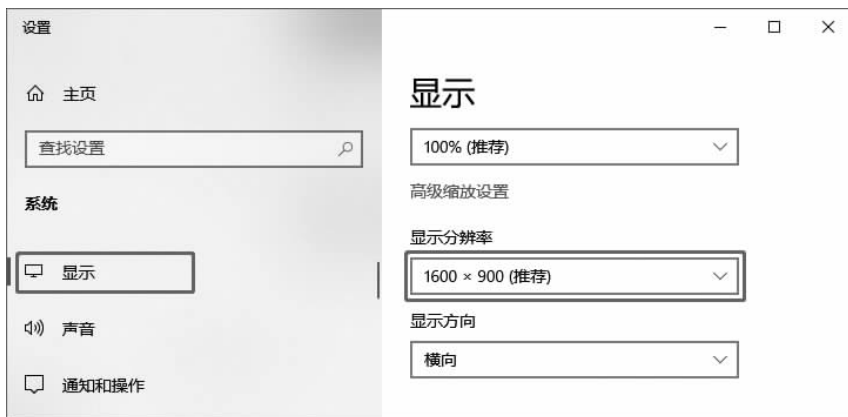 设置
主页
查找设置
系统
显示
声音
通知和操作
显示
100% (推荐)
高级缩放设置
显示分辨率
1600 × 900 (推荐)
显示方向
横向